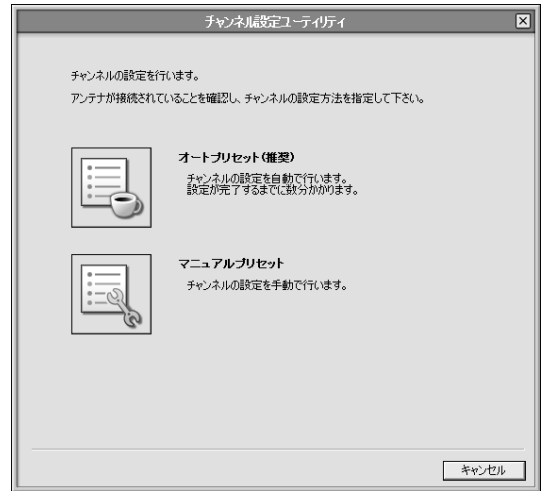 チャンネル設定ユーティリティ
チャンネルの設定を行います。
アンテナが接続されていることを確認し、チャンネルの設定方法を指定して下さい。
オートプリセット(推奨)
チャンネルの設定を自動で行います。
設定が完了するまでに数分かかります。
マニュアルプリセット
チャンネルの設定を手動で行います。
キャンセル